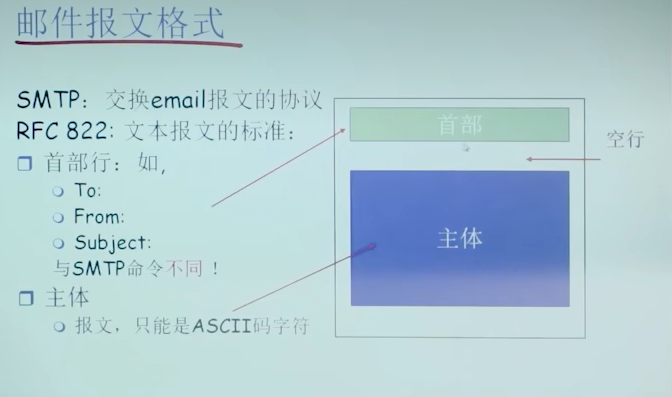 邮件报文格式
SMTP：交换email报文的协议
RFC 822: 文本报文的标准：
首部行：如,
To:
From:
Subject:
与SMTP命令不同！
主体
报文，只能是ASCII码字符
首部
空行
主体